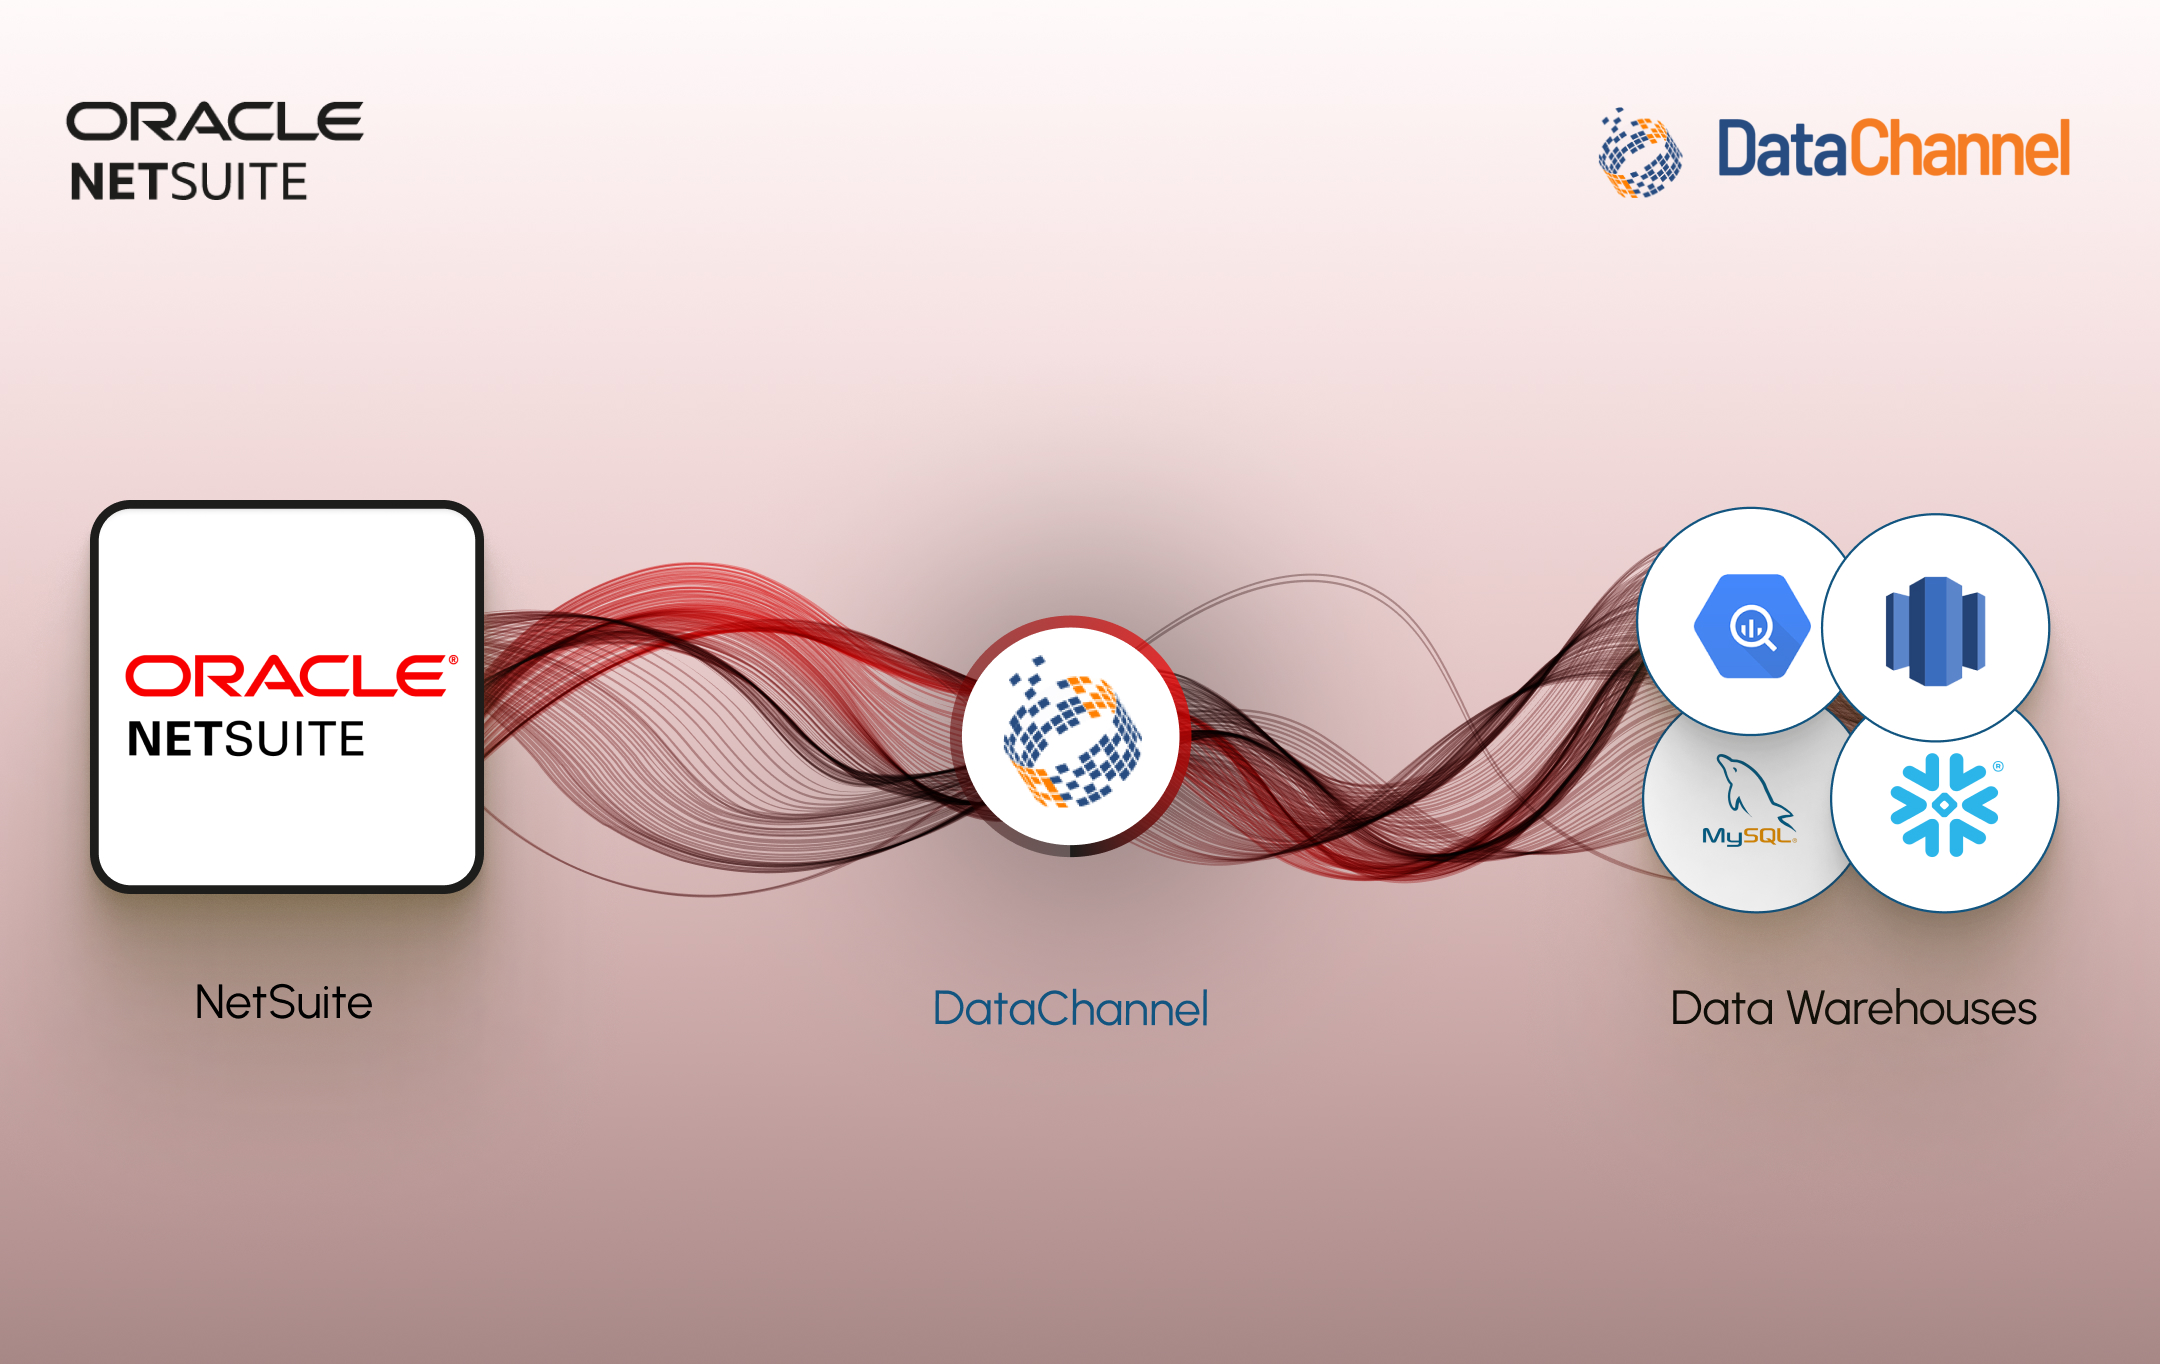 ORACLE
NETSUITE
DataChannel
ORACLE®
NETSUITE
MySQL®
®
NetSuite
DataChannel
Data Warehouses